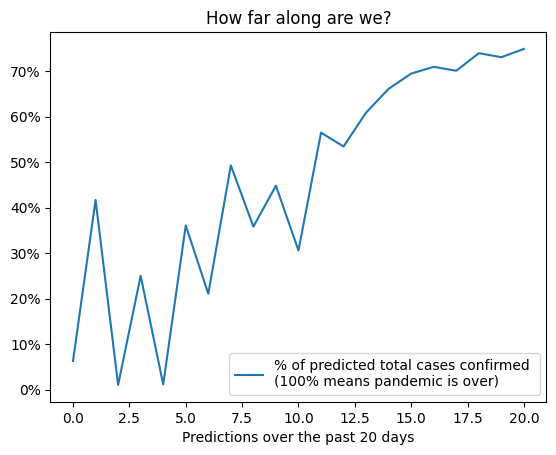 How far along are we?
70%
60%
50%
40%
30%
20%
10%
0%
% of predicted total cases confirmed
(100% means pandemic is over)
0.0 2.5 5.0 7.5 10.0 12.5 15.0 17.5 20.0
Predictions over the past 20 days